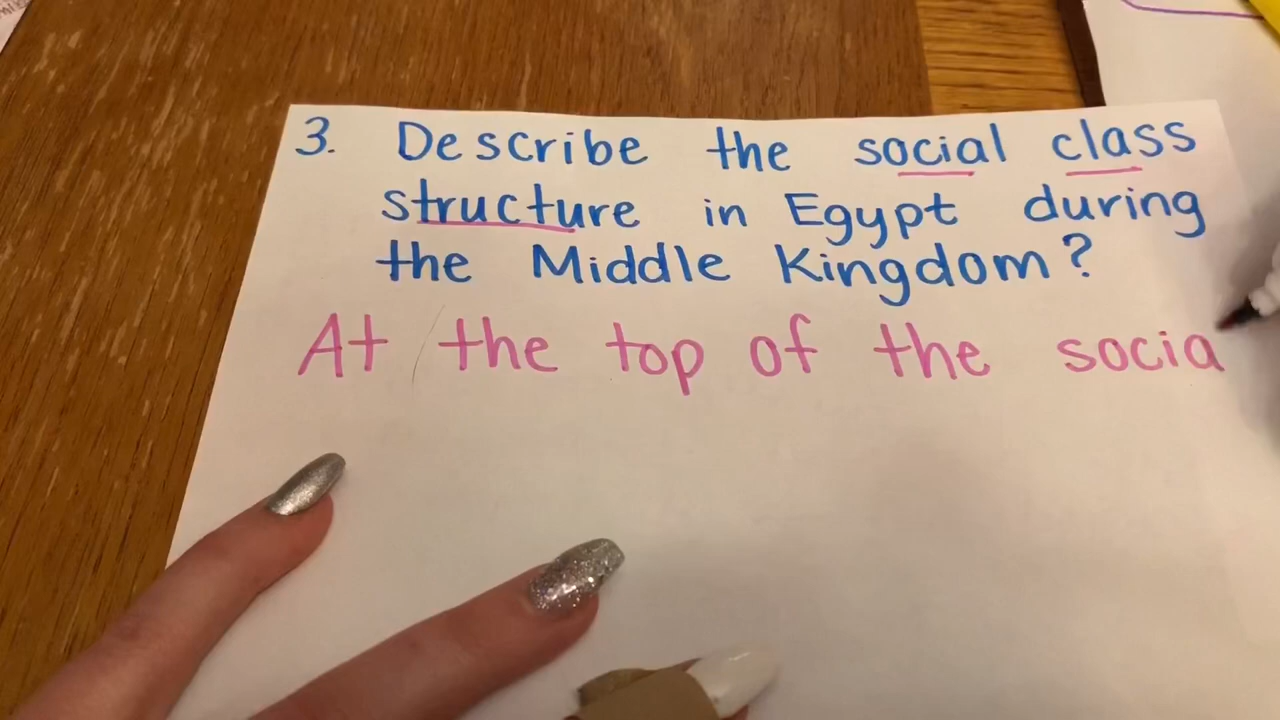 3. Describe the social class
structure in Egypt during
the Middle Kingdom?
At the top of the socia